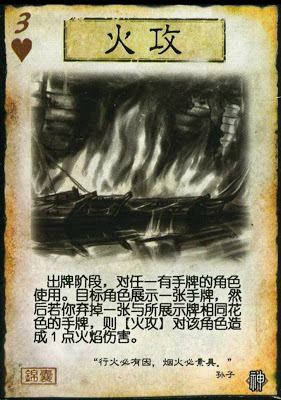 3
火攻
出牌阶段，对任一有手牌的角色
使用。目标角色展示一张手牌，然
后若你弃掉一张与所展示牌相同花
色的手牌，则【火攻】对该角色造
成1点火焰伤害。
“行火必有因，烟火必素具。”
孙子
錦囊
神